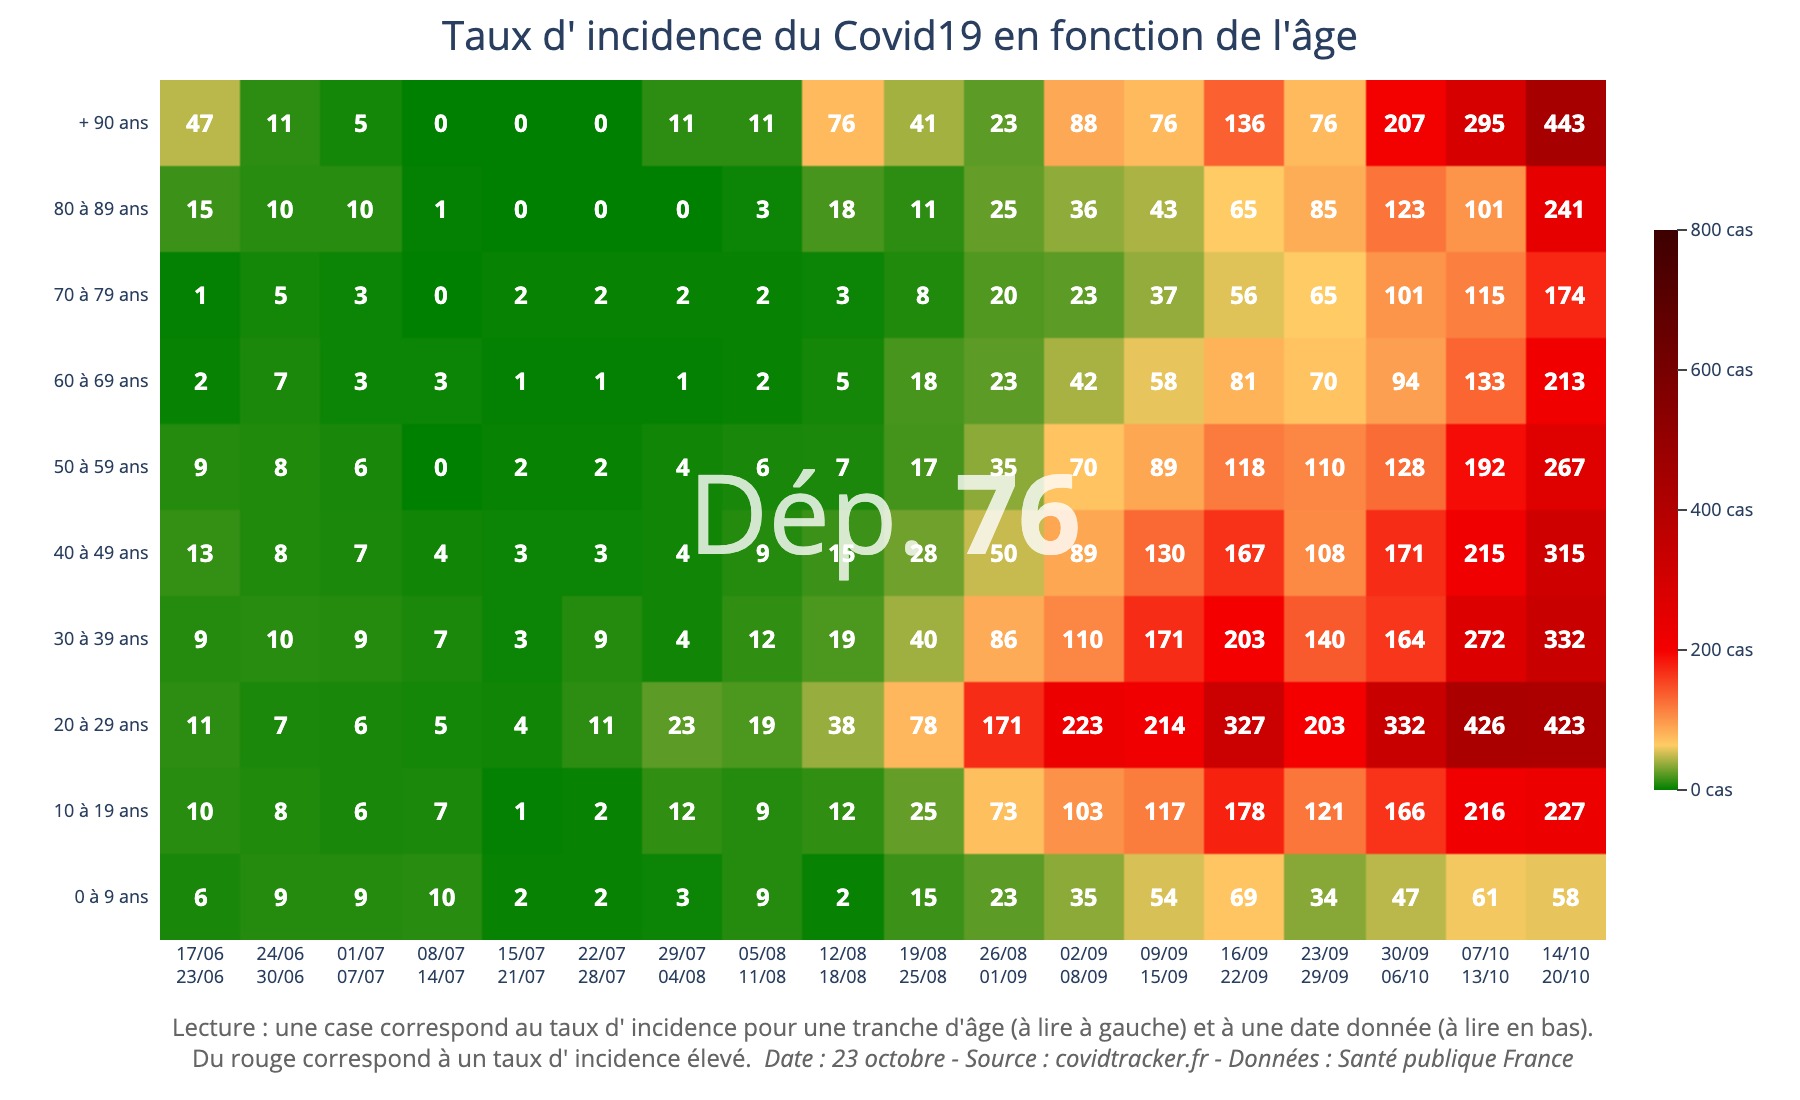 Taux d' incidence du Covid19 en fonction de l'âge
+ 90 ans 47 11 5 0 0 0 11 11 76 41 23 88 76 136 76 207 295 443
80 à 89 ans 15 10 10 1 0 0 0 3 18 11 25 36 43 65 85 123 101 241
70 à 79 ans 1 5 3 0 2 2 2 2 3 8 20 23 37 56 65 101 115 174
60 à 69 ans 2 7 3 3 1 1 1 2 5 18 23 42 58 81 70 94 133 213
50 à 59 ans 9 8 6 0 2 2 4 6 7 17 35 70 89 118 110 128 192 267
Dép. 76
40 à 49 ans 13 8 7 4 3 3 4 9 15 28 50 89 130 167 108 171 215 315
30 à 39 ans 9 10 9 7 3 9 4 12 19 40 86 110 171 203 140 164 272 332
20 à 29 ans 11 7 6 5 4 11 23 19 38 78 171 223 214 327 203 332 426 423
10 à 19 ans 10 8 6 7 1 2 12 9 12 25 73 103 117 178 121 166 216 227
0 à 9 ans 6 9 9 10 2 2 3 9 2 15 23 35 54 69 34 47 61 58
17/06 24/06 01/07 08/07 15/07 22/07 29/07 05/08 12/08 19/08 26/08 02/09 09/09 16/09 23/09 30/09 07/10 14/10
23/06 30/06 07/07 14/07 21/07 28/07 04/08 11/08 18/08 25/08 01/09 08/09 15/09 22/09 29/09 06/10 13/10 20/10
800 cas
600 cas
400 cas
200 cas
0 cas
Lecture : une case correspond au taux d' incidence pour une tranche d'âge (à lire à gauche) et à une date donnée (à lire en bas).
Du rouge correspond à un taux d' incidence élevé. Date : 23 octobre - Source : covidtracker.fr - Données : Santé publique France